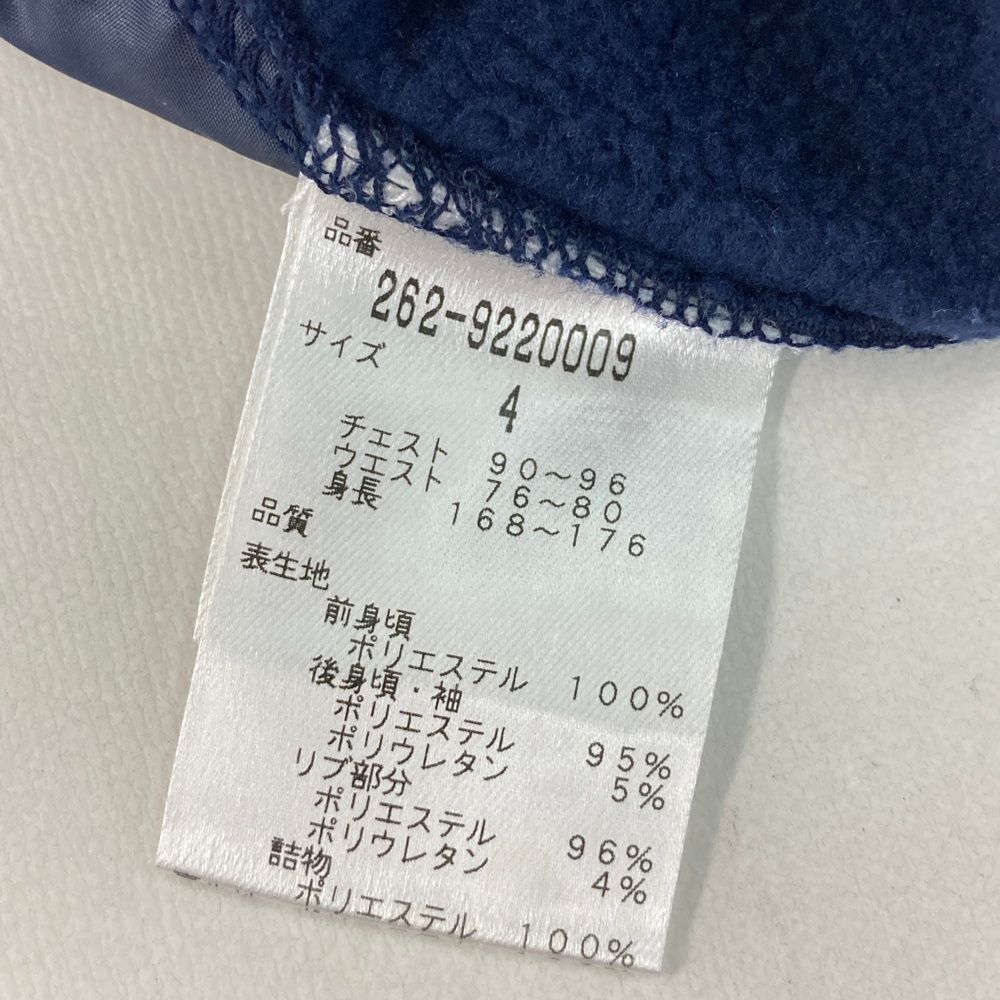 品番
262-9220009
サイズ
4
チェスト 90～96
ウエスト 76～80
身長 168～176
品質
表生地
前身頃
ポリエステル 100%
後身頃・袖
ポリエステル 95%
ポリウレタン 5%
リブ部分
ポリエステル 96%
ポリウレタン 4%
詰物
ポリエステル 100%